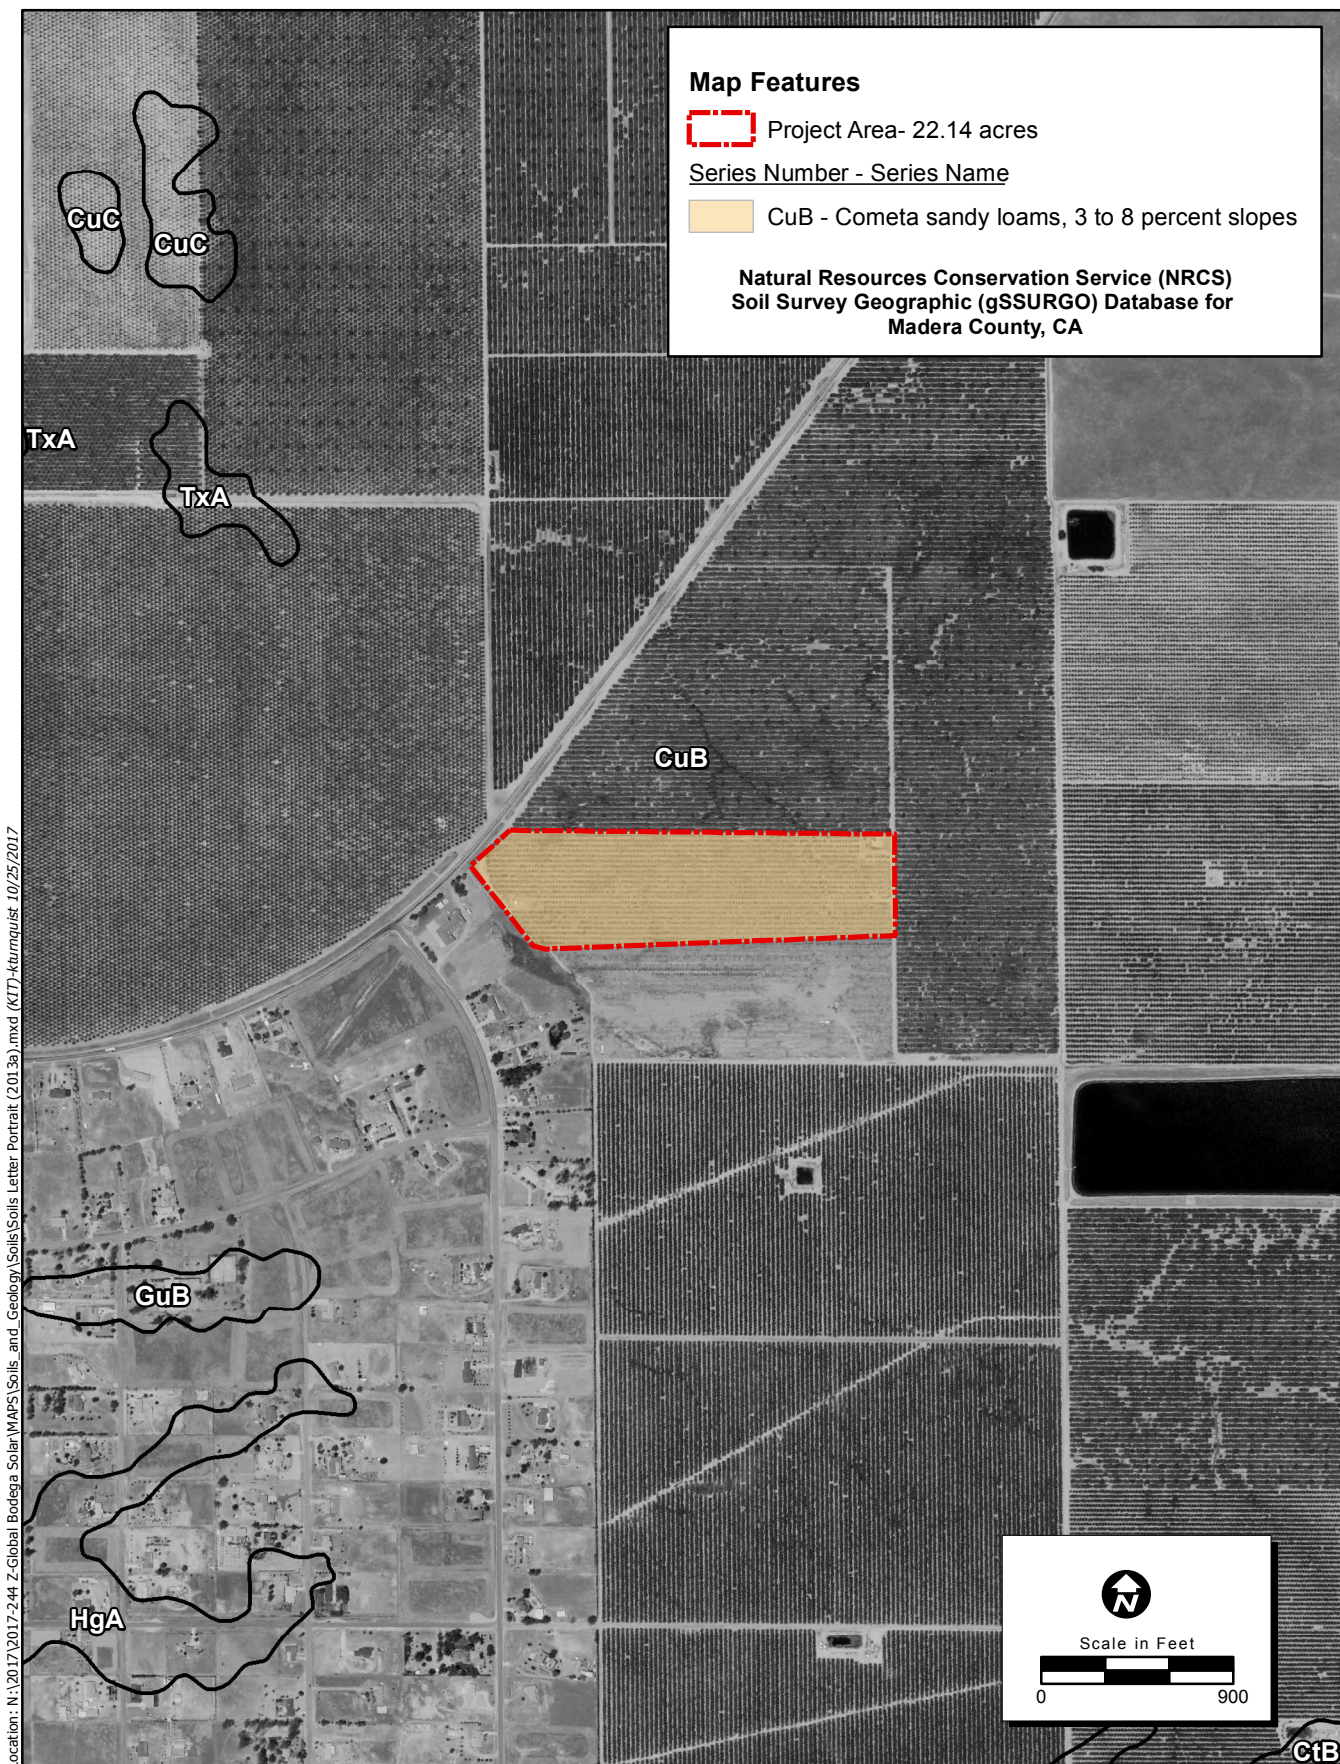 Map Features
Project Area- 22.14 acres
Series Number - Series Name
CuB - Cometa sandy loams, 3 to 8 percent slopes
Natural Resources Conservation Service (NRCS)
Soil Survey Geographic (gSSURGO) Database for
Madera County, CA
CuC
CuC
TxA
TxA
CuB
GuB
HgA
N
Scale in Feet
0 900
CtB
ocation: N:\2017\2017-244 Z-Global Bodega Solar\MAPS\Soils_and_Geology\Soils\Soils Letter Portrait (2013a).mxd (KIT)-kturnquist 10/25/2017